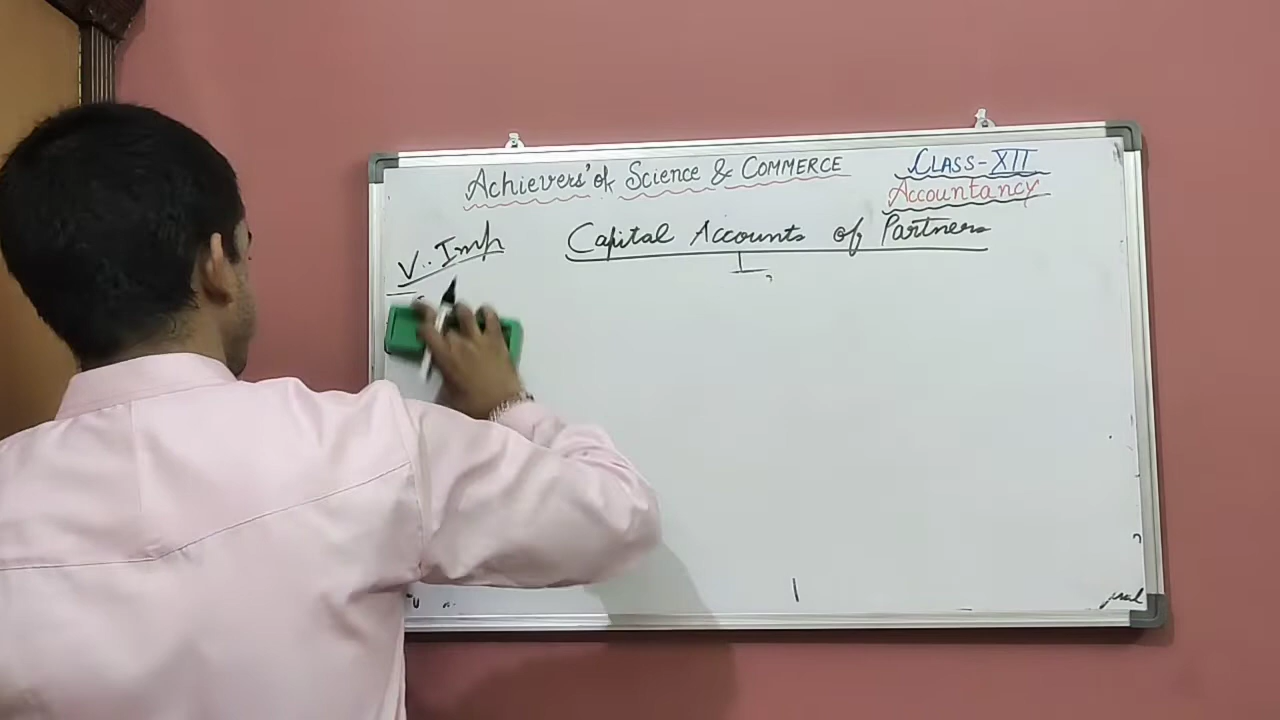 Achievers' of Science & Commerce
CLASS-XII
Accountancy
V. Imp
Capital Accounts of Partners